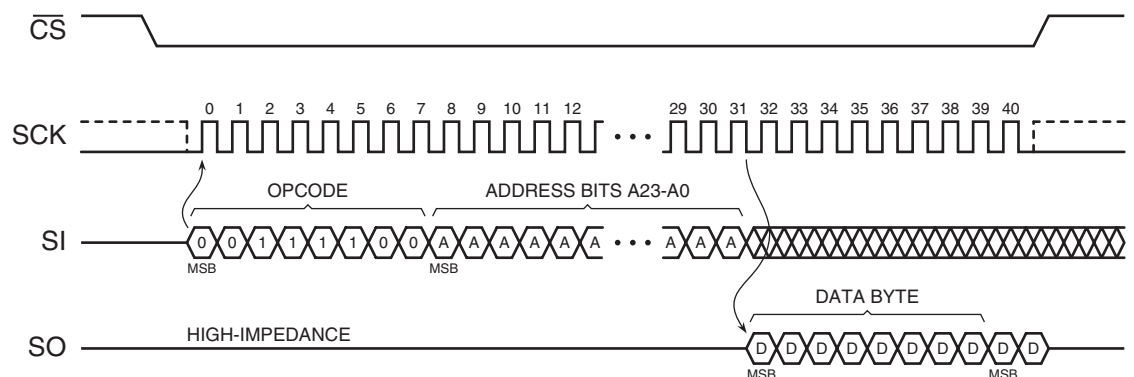 CS
0 1 2 3 4 5 6 7 8 9 10 11 12 29 30 31 32 33 34 35 36 37 38 39 40
SCK
OPCODE ADDRESS BITS A23-A0
SI 0 0 1 1 1 1 0 0 A A A A A A A A A
MSB MSB
DATA BYTE
HIGH-IMPEDANCE
SO D D D D D D D D D D
MSB MSB